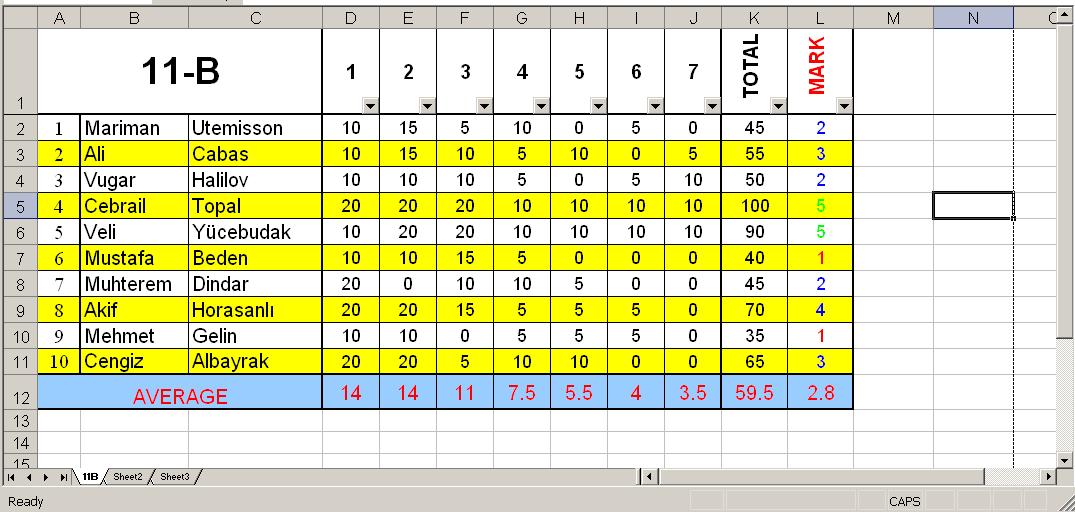 A B C D E F G H I J K L M N
1 11-B 1 2 3 4 5 6 7 TOTAL MARK
2 1 Mariman Utemisson 10 15 5 10 0 5 0 45 2
3 2 Ali Cabas 10 15 10 5 10 0 5 55 3
4 3 Vugar Halilov 10 10 10 5 0 5 10 50 2
5 4 Cebrail Topal 20 20 20 10 10 10 10 100 5
6 5 Veli Yücebudak 10 20 20 10 10 10 10 90 5
7 6 Mustafa Beden 10 10 15 5 0 0 0 40 1
8 7 Muhterem Dindar 20 0 10 10 5 0 0 45 2
9 8 Akif Horasanlı 20 20 15 5 5 5 0 70 4
10 9 Mehmet Gelin 10 10 0 5 5 5 0 35 1
11 10 Cengiz Albayrak 20 20 5 10 10 0 0 65 3
12 AVERAGE 14 14 11 7.5 5.5 4 3.5 59.5 2.8
13
14
15
11B Sheet2 Sheet3
Ready CAPS